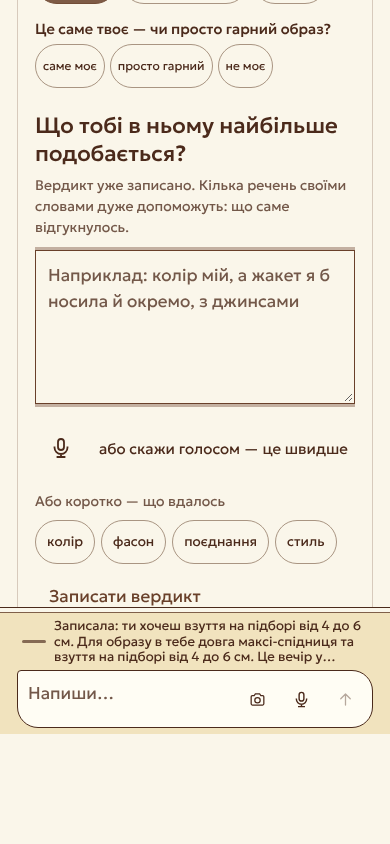 Це саме твоє — чи просто гарний образ?
саме моє
просто гарний
не моє
Що тобі в ньому найбільше
подобається?
Вердикт уже записано. Кілька речень своїми
словами дуже допоможуть: що саме
відгукнулось.
Наприклад: колір мій, а жакет я б
носила й окремо, з джинсами
або скажи голосом — це швидше
Або коротко — що вдалось
колір
фасон
поєднання
стиль
Записати вердикт
Записала: ти хочеш взуття на підборі від 4 до 6
см. Для образу в тебе довга максі-спідниця та
взуття на підборі від 4 до 6 см. Це вечір у…
Напиши…